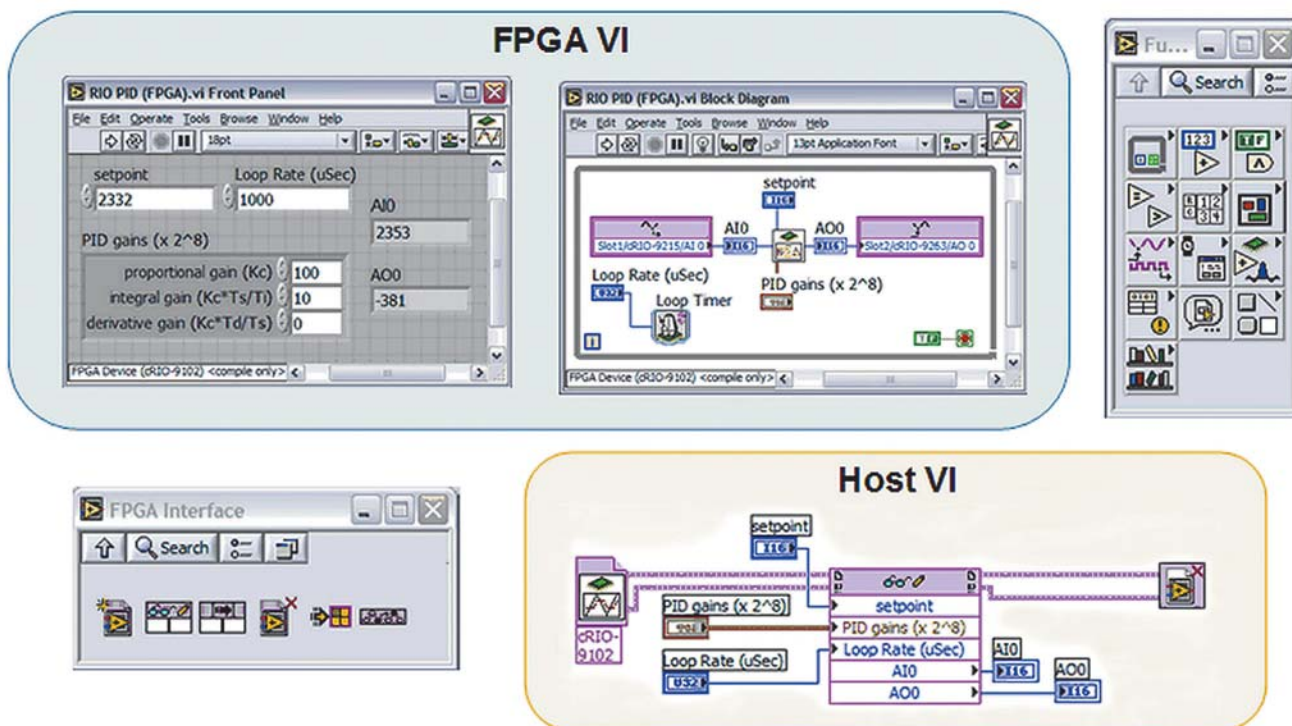 FPGA VI
RIO PID (FPGA).vi Front Panel
File Edit Operate Tools Browse Window Help
18pt
setpoint
Loop Rate (uSec)
2332
1000
AI0
2353
PID gains (x 2^8)
proportional gain (Kc) 100
integral gain (Kc*Ts/Ti) 10
derivative gain (Kc*Td/Ts) 0
AO0
-381
FPGA Device (cRIO-9102) <compile only>
RIO PID (FPGA).vi Block Diagram
File Edit Operate Tools Browse Window Help
13pt Application Font
setpoint
I16
AI0
AO0
Slot1/cRIO-9215/AI 0
I16
I16
Slot2/cRIO-9263/AO 0
Loop Rate (uSec)
U32
Loop Timer
PID gains (x 2^8)
i
TF
FPGA Device (cRIO-9102) <compile only>
Fu...
Search
123
TF
FPGA Interface
Search
Host VI
setpoint
I16
PID gains (x 2^8)
cRIO-
9102
Loop Rate (uSec)
U32
setpoint
PID gains (x 2^8)
Loop Rate (uSec)
AI0
AO0
AI0
I16
AO0
I16